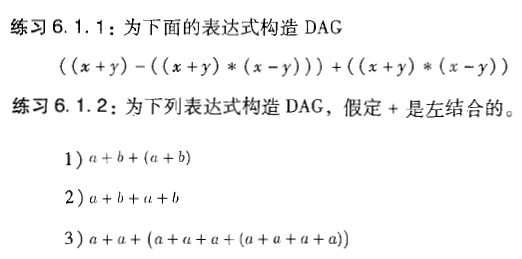 练习6.1.1：为下面的表达式构造 DAG
((x+y)-((x+y)*(x-y)))+((x+y)*(x-y))
练习6.1.2：为下列表达式构造 DAG，假定 + 是左结合的。
1) a+b+(a+b)
2) a+b+a+b
3) a+a+(a+a+a+(a+a+a+a))